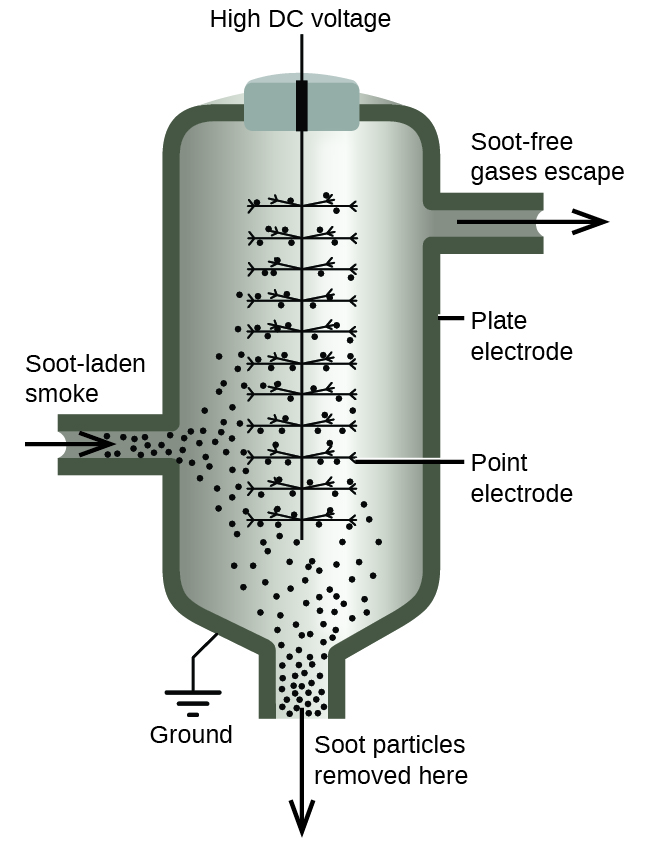 High DC voltage
Soot-free
gases escape
Plate
electrode
Soot-laden
smoke
Point
electrode
Ground
Soot particles
removed here